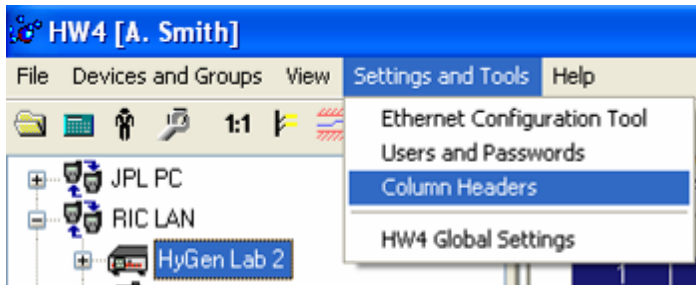 HW4 [A. Smith]
File Devices and Groups View Settings and Tools Help
1:1
Ethernet Configuration Tool
Users and Passwords
Column Headers
HW4 Global Settings
JPL PC
RIC LAN
HyGen Lab 2
1